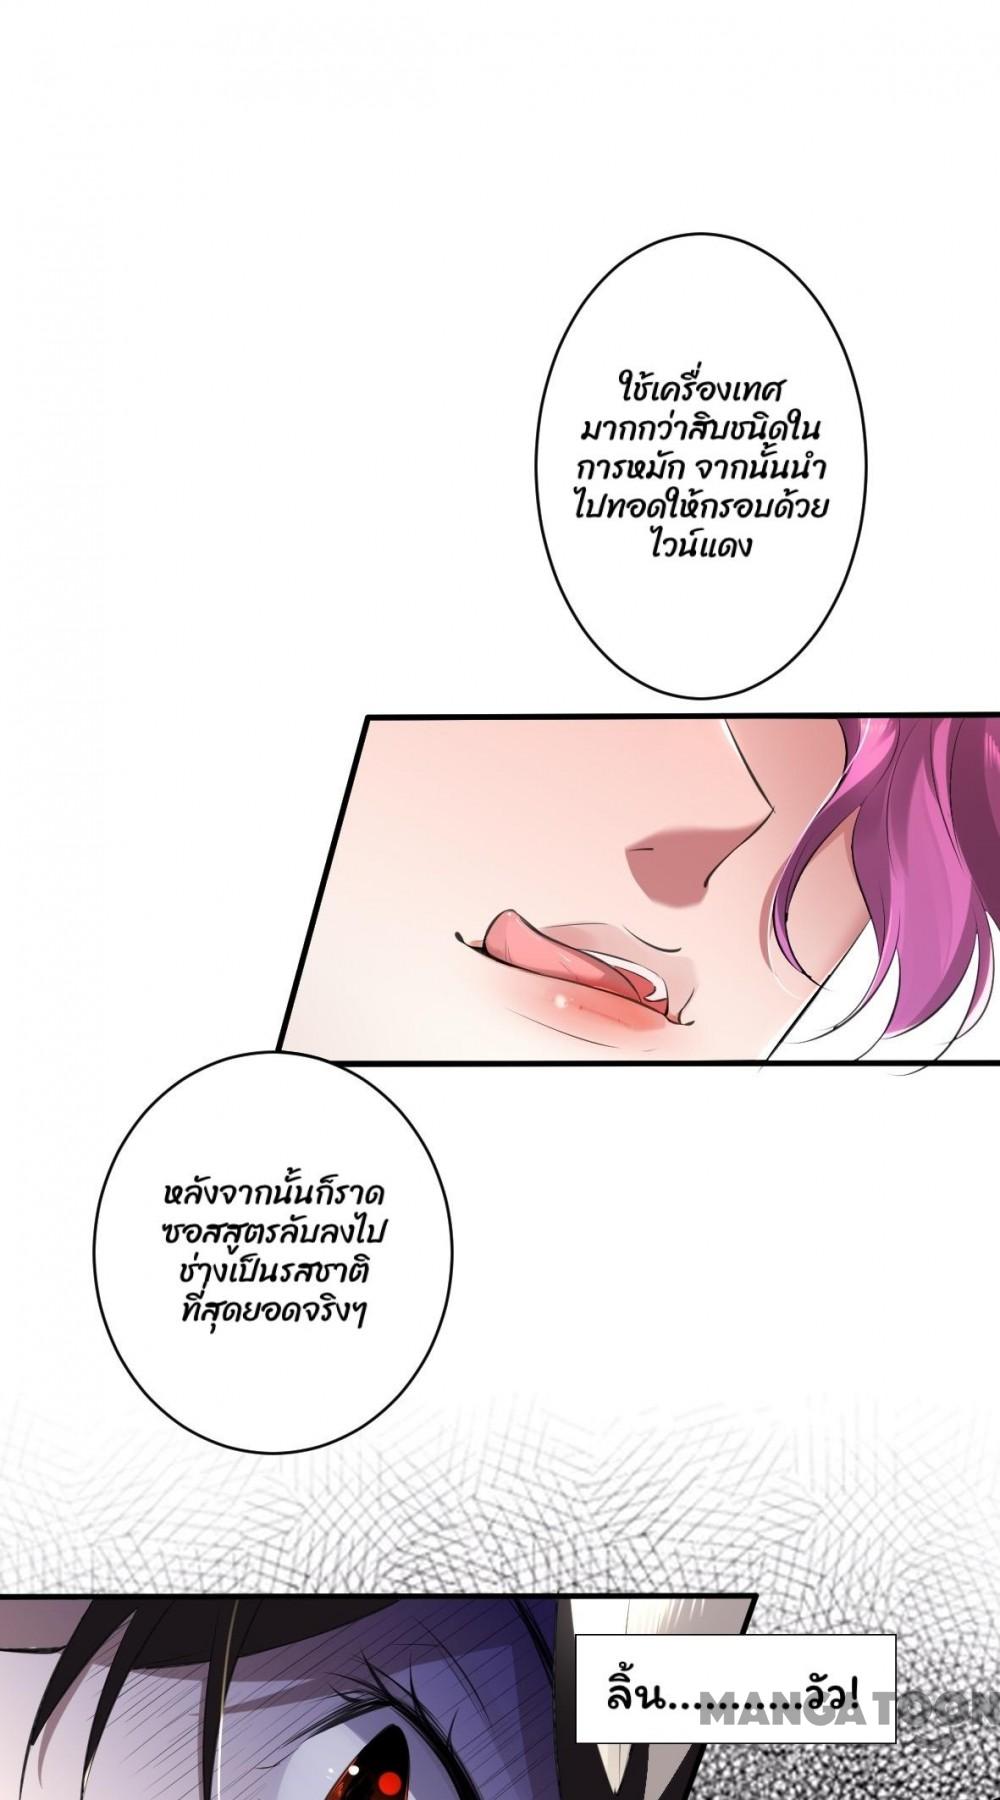 ใช้เครื่องเทศ
มากกว่าสิบชนิดใน
การหมัก จากนั้นนำ
ไปทอดให้กรอบด้วย
ไวน์แดง
หลังจากนั้นก็ราด
ซอสสูตรลับลงไป
ช่างเป็นรสชาติ
ที่สุดยอดจริงๆ
ลิ้น............วัว!
MANGA TOON